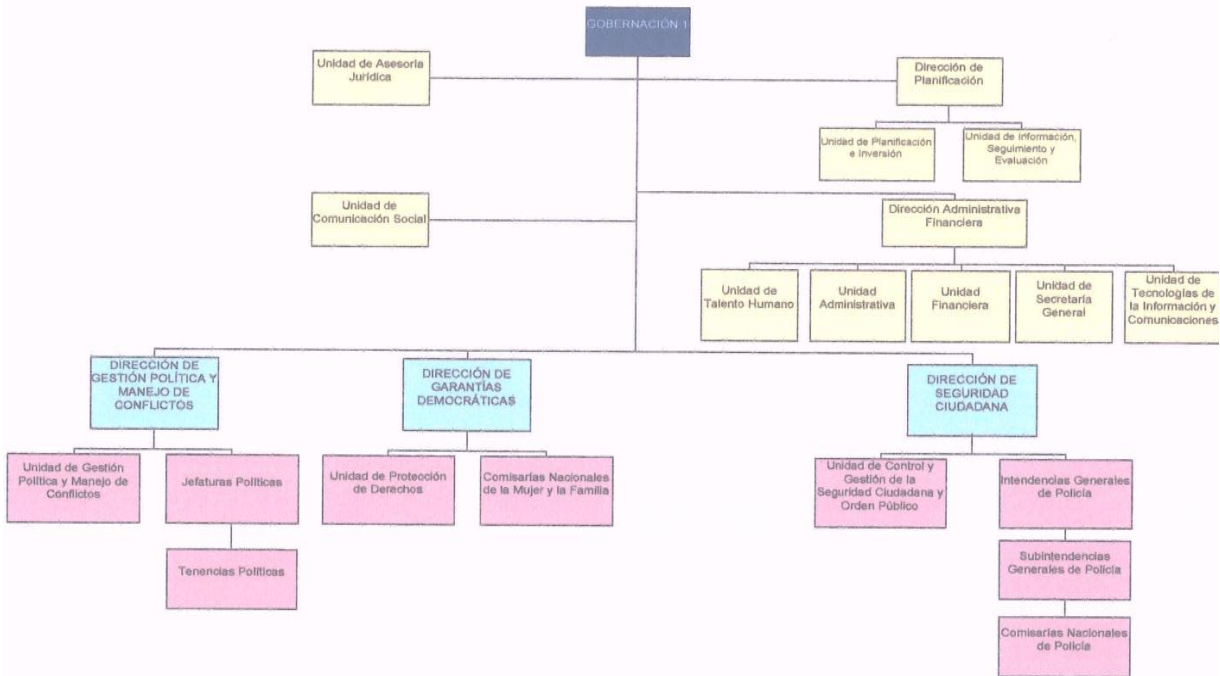 GOBERNACIÓN 1
Unidad de Asesoría
Jurídica
Dirección de
Planificación
Unidad de Planificación
e Inversión
Unidad de Información,
Seguimiento y
Evaluación
Unidad de
Comunicación Social
Dirección Administrativa
Financiera
Unidad de
Talento Humano
Unidad
Administrativa
Unidad
Financiera
Unidad de
Secretaría
General
Unidad de
Tecnologías de
la Información y
Comunicaciones
DIRECCIÓN DE
GESTIÓN POLÍTICA Y
MANEJO DE
CONFLICTOS
DIRECCIÓN DE
GARANTÍAS
DEMOCRÁTICAS
DIRECCIÓN DE
SEGURIDAD
CIUDADANA
Unidad de Gestión
Política y Manejo de
Conflictos
Jefaturas Políticas
Unidad de Protección
de Derechos
Comisarías Nacionales
de la Mujer y la Familia
Unidad de Control y
Gestión de la
Seguridad Ciudadana y
Orden Público
Intendencias Generales
de Policía
Tenencias Políticas
Subintendencias
Generales de Policía
Comisarías Nacionales
de Policía